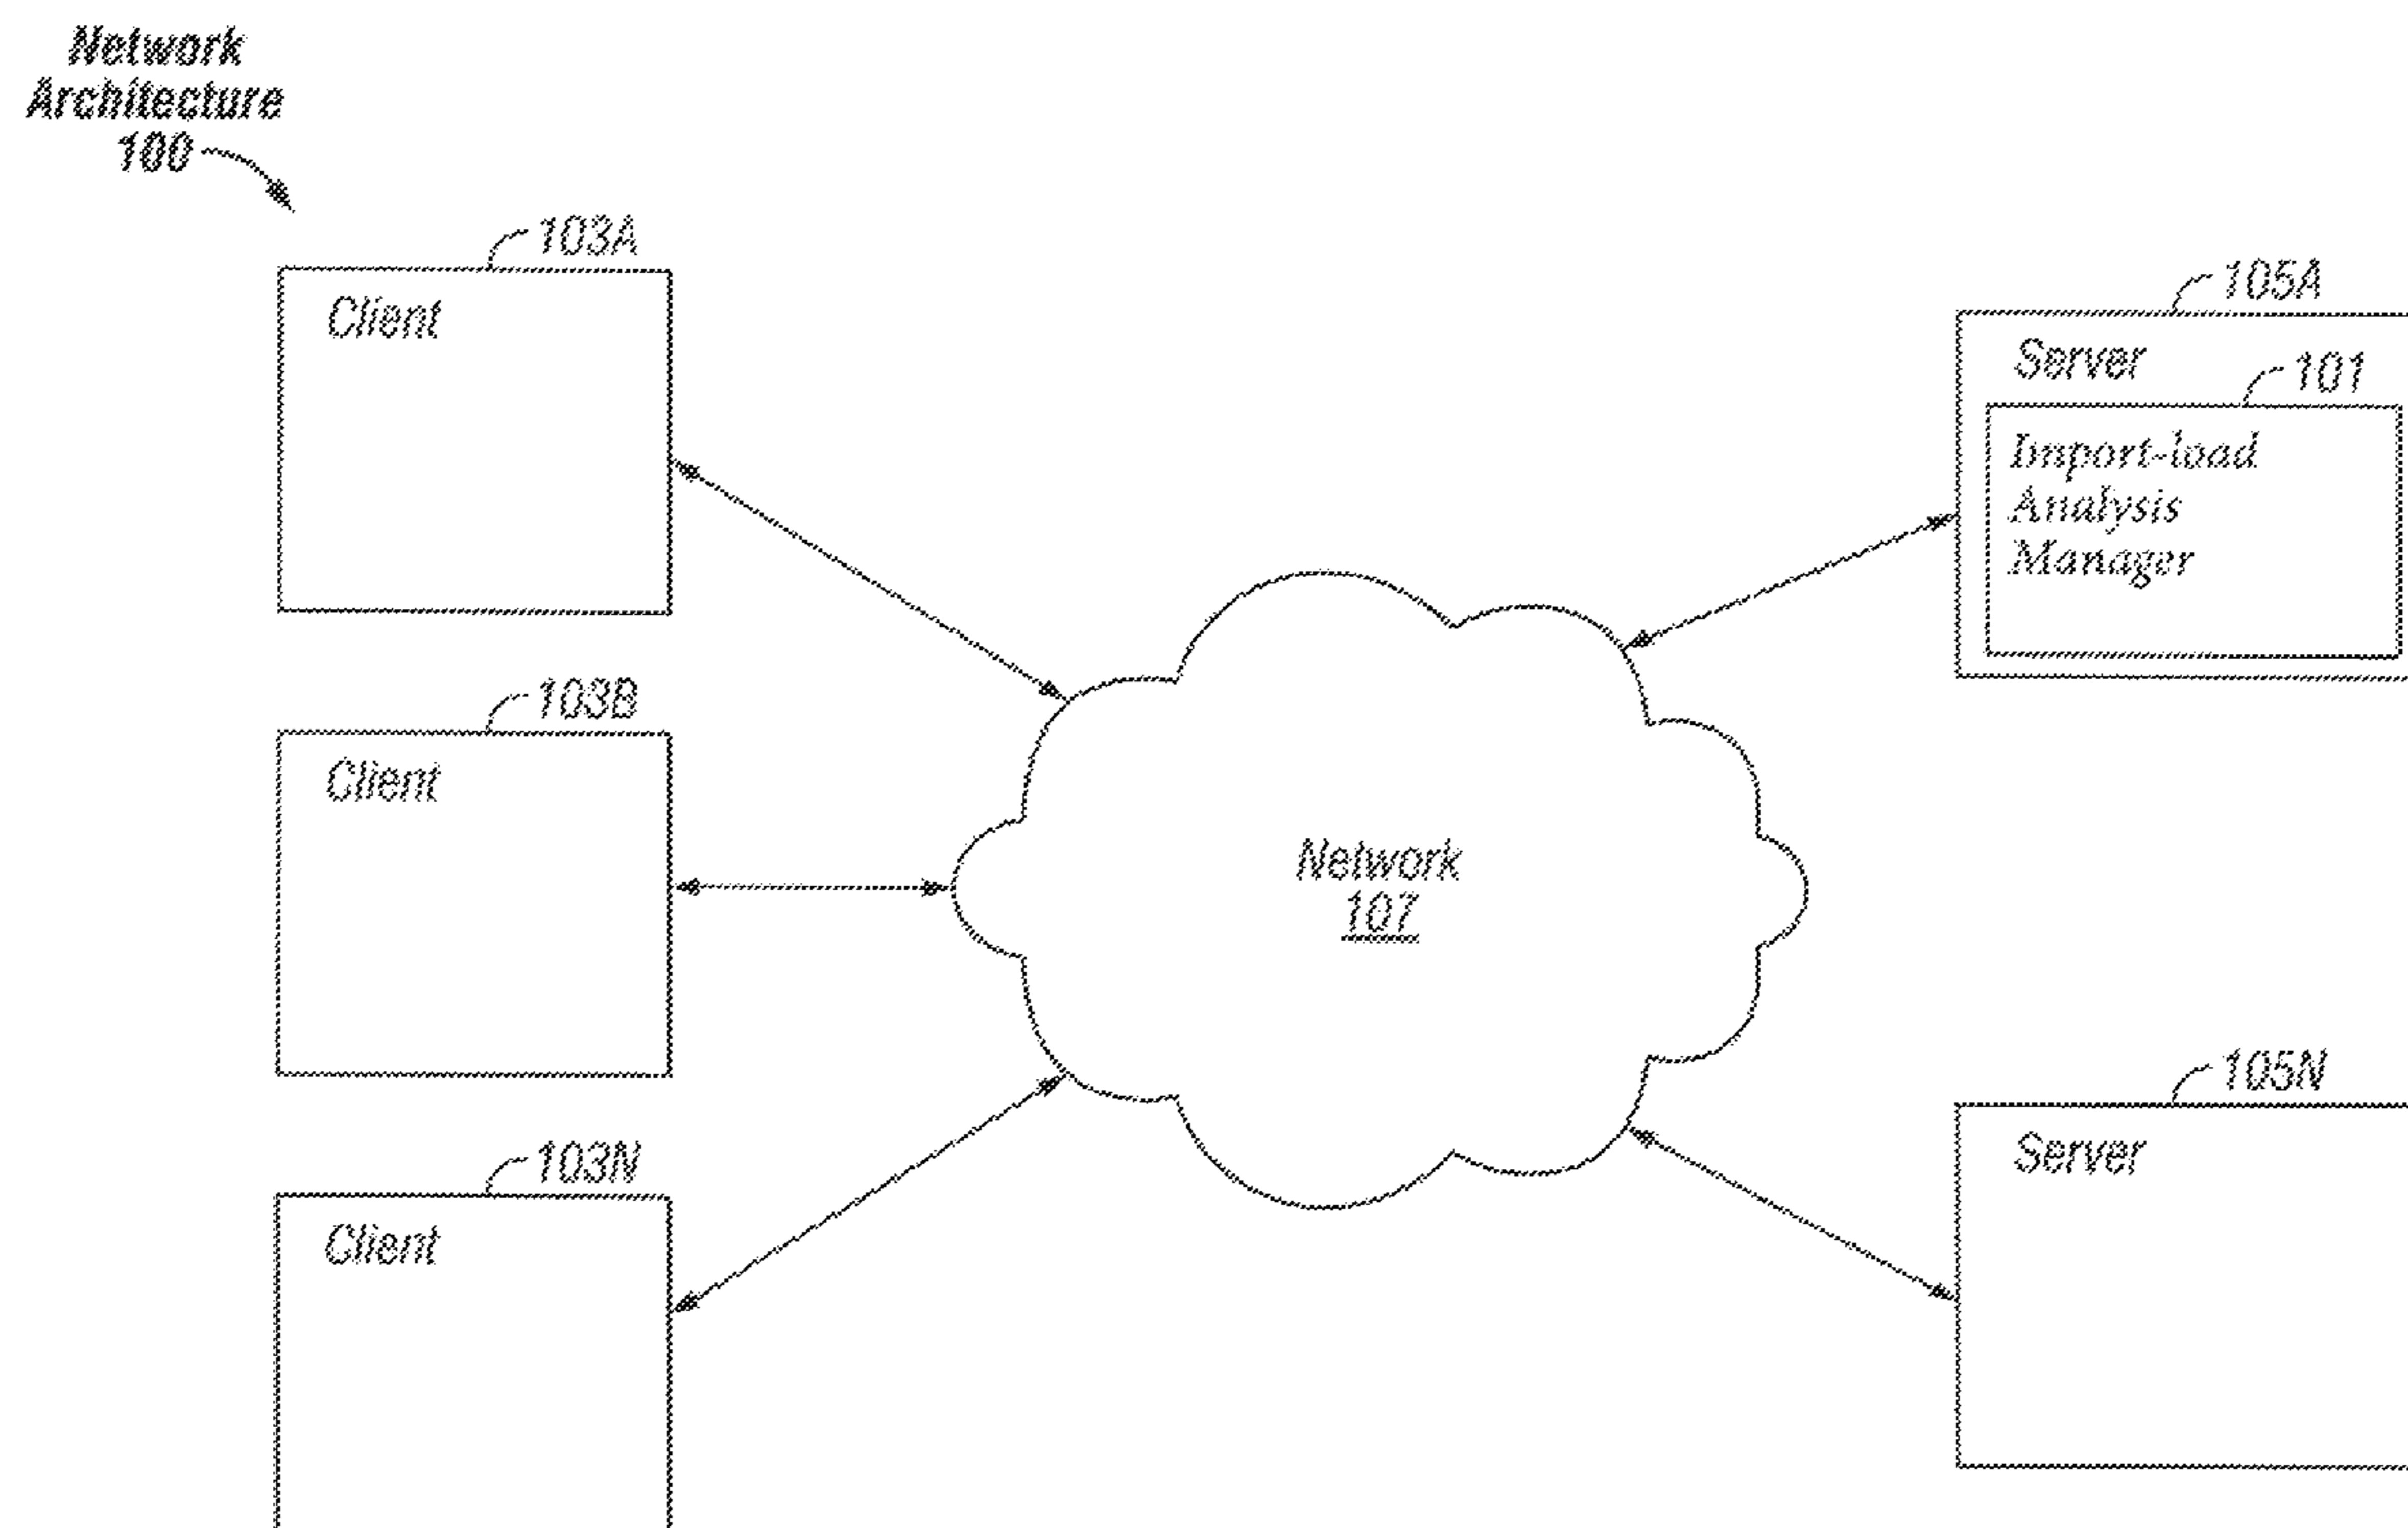 Network
Architecture
100
103A
Client
105A
Server
101
Import-load
Analysis
Manager
103B
Client
Network
107
105N
Server
103N
Client